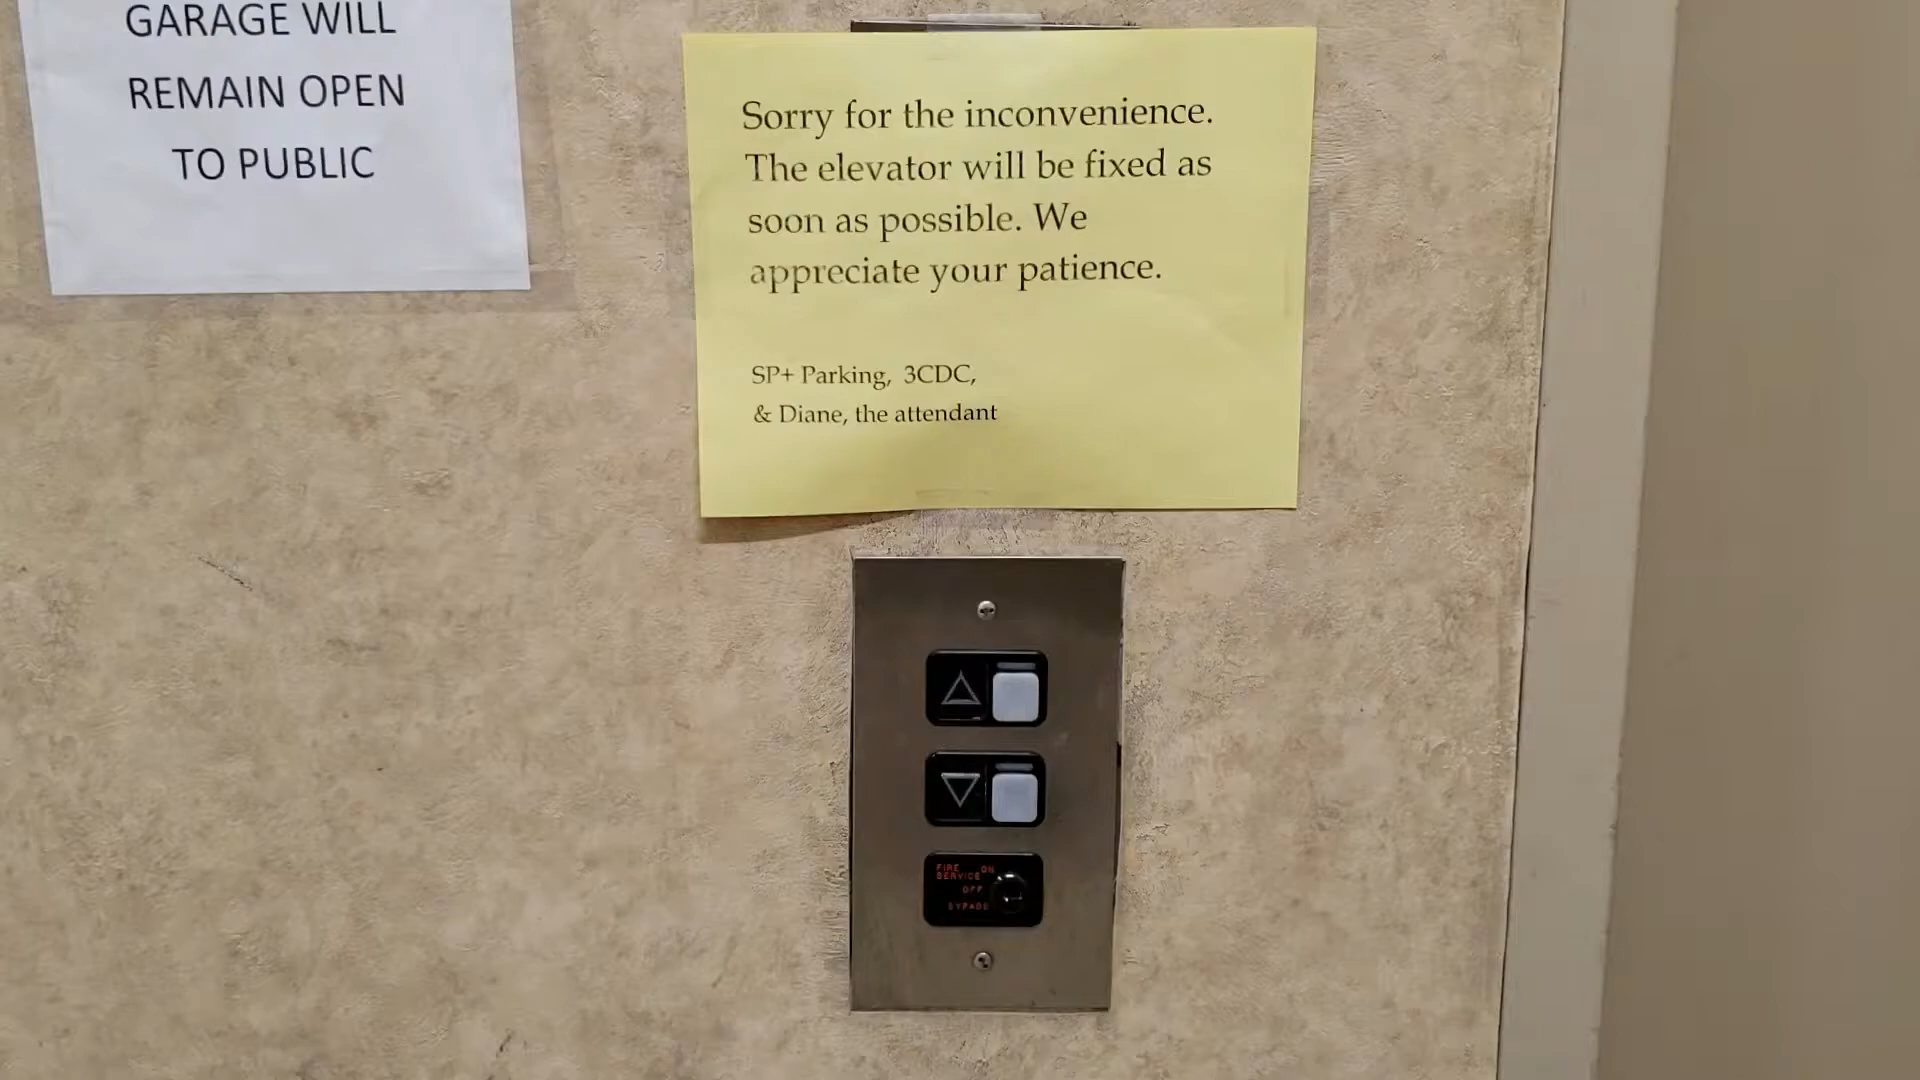 GARAGE WILL
REMAIN OPEN
TO PUBLIC
Sorry for the inconvenience.
The elevator will be fixed as
soon as possible. We
appreciate your patience.
SP+ Parking, 3CDC,
& Diane, the attendant
FIRE ON
SERVICE
OFF
BYPASS